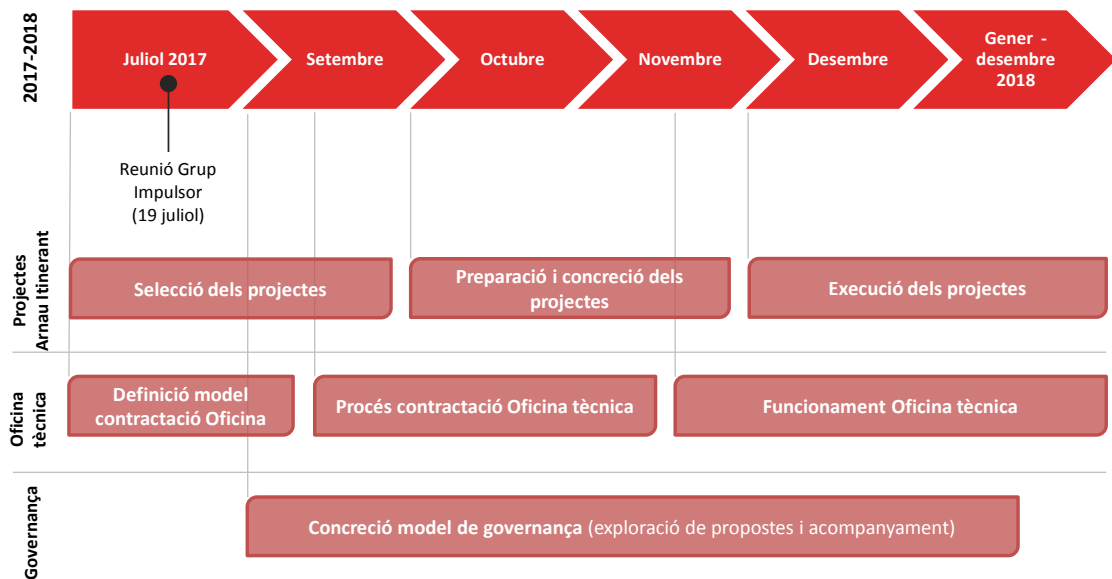 2017-2018
Juliol 2017
Setembre
Octubre
Novembre
Desembre
Gener -
desembre
2018
Reunió Grup
Impulsor
(19 juliol)
Projectes
Arnau Itinerant
Selecció dels projectes
Preparació i concreció dels
projectes
Execució dels projectes
Oficina
tècnica
Definició model
contractació Oficina
Procés contractació Oficina tècnica
Funcionament Oficina tècnica
Governança
Concreció model de governança (exploració de propostes i acompanyament)